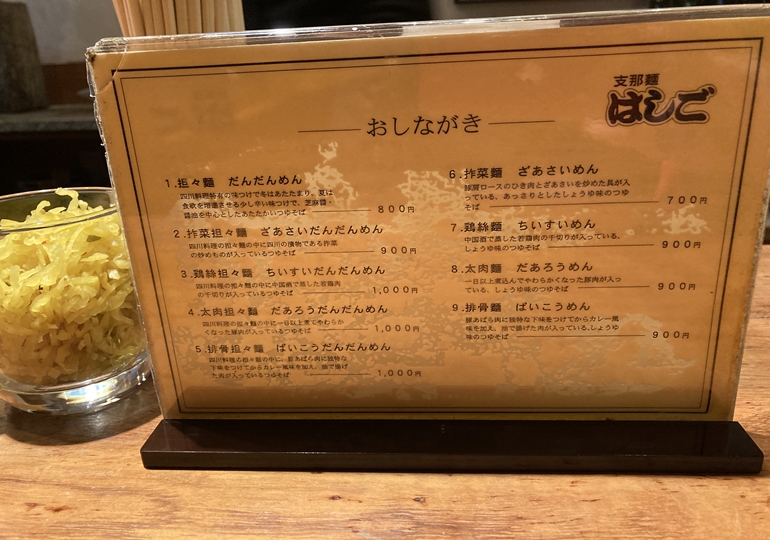 支那麺
はしご
おしながき
1.担々麺 だんだんめん
四川料理特有の味つけで冬はあたたまり、夏は
食欲を増進させる少し辛い味つけで、芝麻醤・
醬油を中心としたあたたかいつゆそば 800円
2.搾菜担々麺 ざあさいだんだんめん
四川料理の担々麺の中に四川の漬物である搾菜
の炒めものが入っているつゆそば 900円
3.鶏絲担々麺 ちいすいだんだんめん
四川料理の担々麺の中に中国酒で蒸した若鶏肉
の千切りが入っているつゆそば 1,000円
4.太肉担々麺 だあろうだんだんめん
四川料理の担々麺の中に一日以上煮てやわらか
くなった豚肉が入っているつゆそば 1,000円
5.排骨担々麺 ぱいこうだんだんめん
四川料理の担々麺の中に、豚あばら肉に独特な
下味をつけてからカレー風味を加え、油で揚げ
た肉が入っているつゆそば 1,000円
6.搾菜麺 ざあさいめん
豚肩ロースのひき肉とざあさいを炒めた具が入
っている、あっさりとしたしょうゆ味のつゆ
そば 700円
7.鶏絲麺 ちいすいめん
中国酒で蒸した若鶏肉の千切りが入っている、
しょうゆ味のつゆそば 900円
8.太肉麺 だあろうめん
一日以上煮込んでやわらかくなった豚肉が入っ
ている、しょうゆ味のつゆそば 900円
9.排骨麺 ぱいこうめん
豚あばら肉に独特な下味をつけてからカレー風
味を加え、油で揚げた肉が入っている、しょうゆ
味のつゆそば 900円